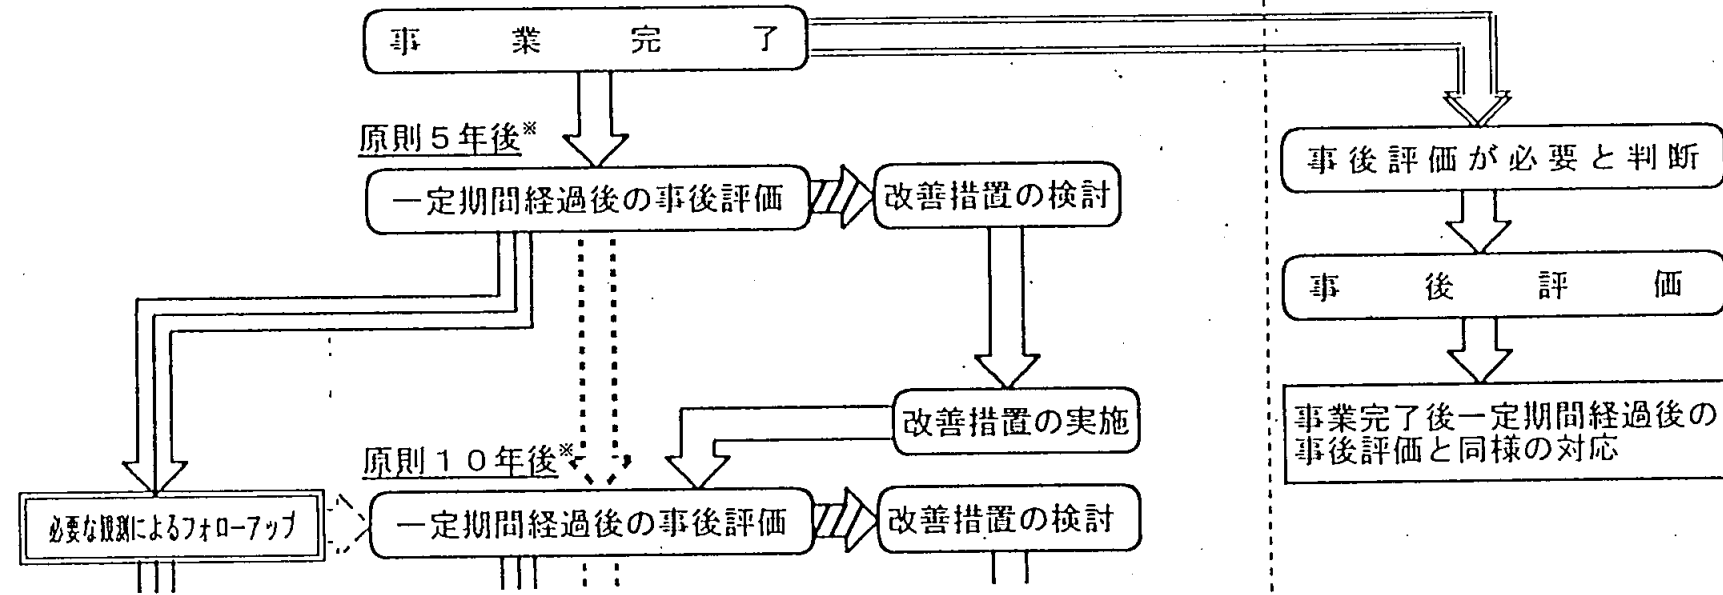 事業完了
原則5年後※
一定期間経過後の事後評価
改善措置の検討
改善措置の実施
原則10年後※
必要な観測によるフォローアップ
一定期間経過後の事後評価
改善措置の検討
事後評価が必要と判断
事後評価
事業完了後一定期間経過後の
事後評価と同様の対応